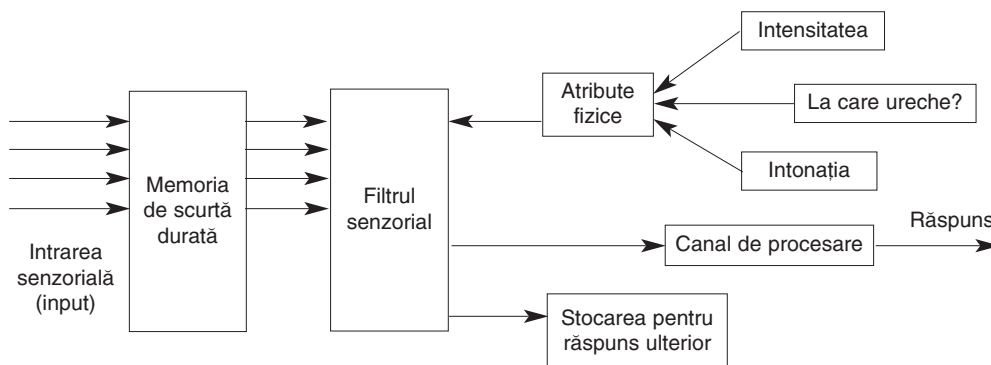 Intrarea
senzorială
(input)
Memoria
de scurtă
durată
Filtrul
senzorial
Atribute
fizice
Intensitatea
La care ureche?
Intonația
Canal de procesare
Răspuns
Stocarea pentru
răspuns ulterior